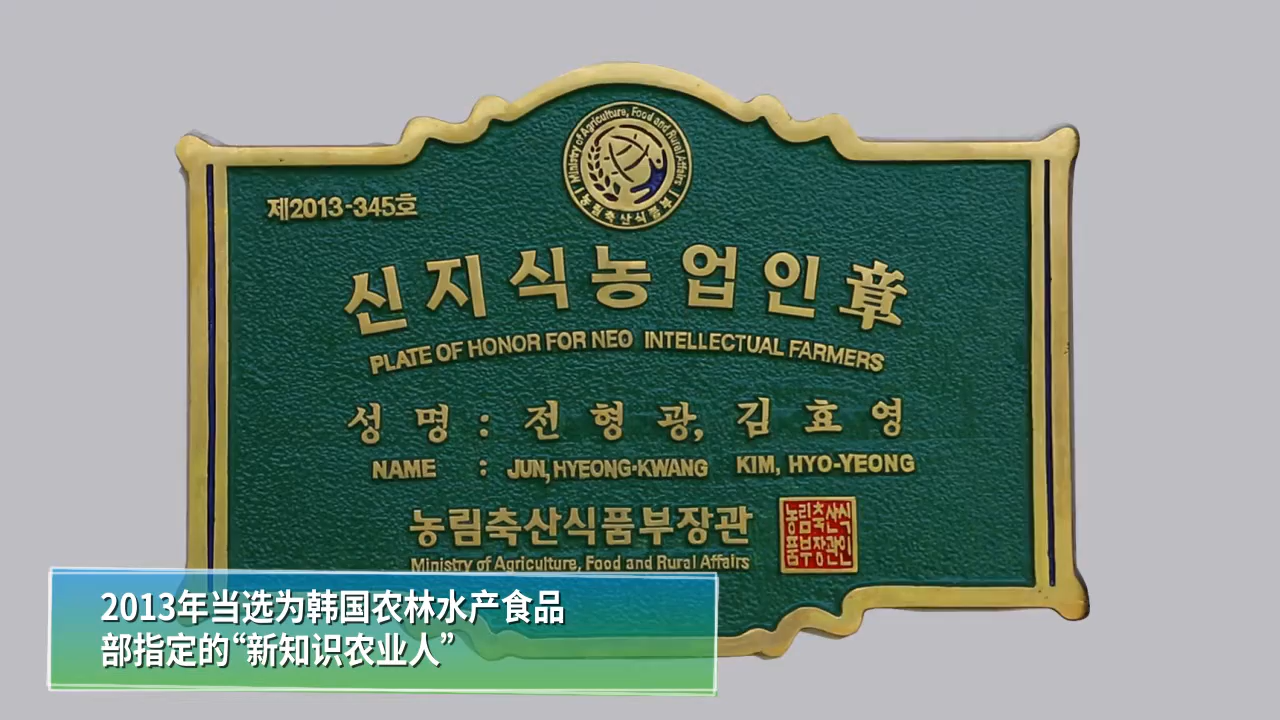 Ministry of Agriculture, Food and Rural Affairs
농림축산식품부
제2013-345호
신지식농업인章
PLATE OF HONOR FOR NEO INTELLECTUAL FARMERS
성 명 : 전 형 광, 김 효 영
NAME : JUN, HYEONG-KWANG KIM, HYO-YEONG
농림축산식품부장관
Ministry of Agriculture, Food and Rural Affairs
농림축산식
품부장관인
2013年当选为韩国农林水产食品
部指定的“新知识农业人”